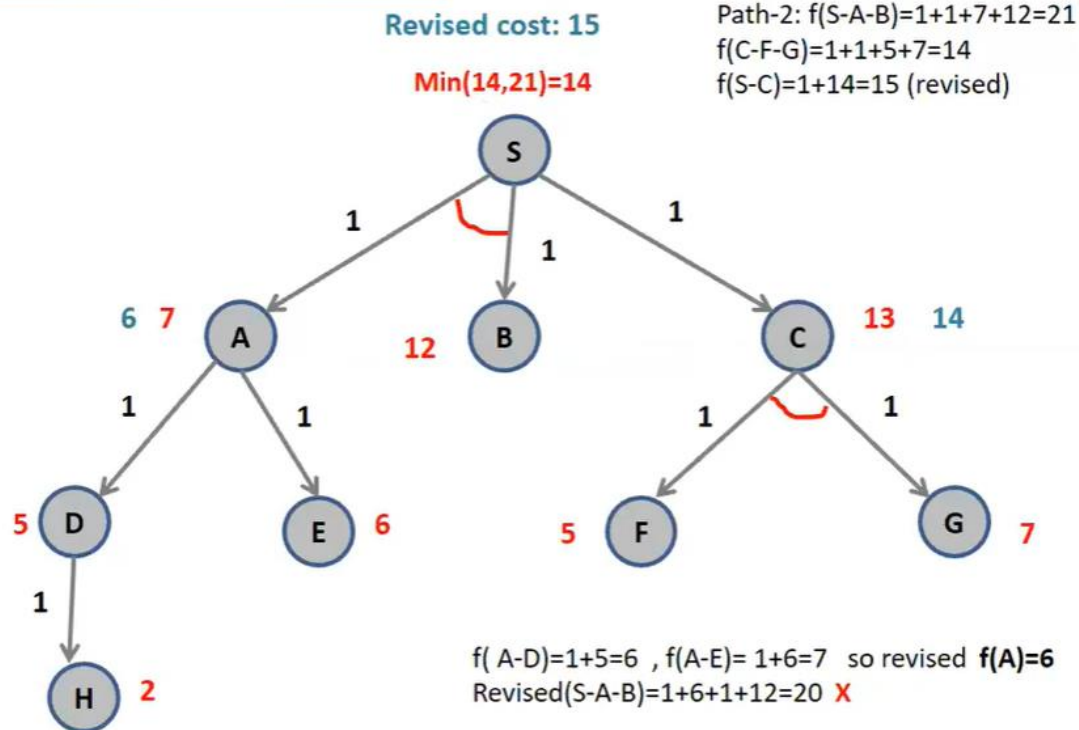 Revised cost: 15
Path-2: f(S-A-B)=1+1+7+12=21
f(C-F-G)=1+1+5+7=14
Min(14,21)=14
f(S-C)=1+14=15 (revised)
S
1
1
1
6 7 A
12 B
C 13 14
1
1
1
1
5 D
E 6
5 F
G 7
1
f( A-D)=1+5=6 , f(A-E)= 1+6=7 so revised f(A)=6
H 2
Revised(S-A-B)=1+6+1+12=20 X